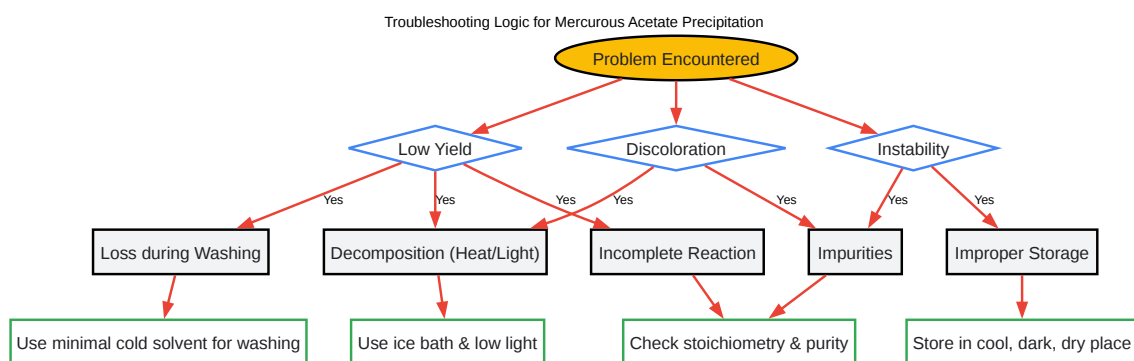 Troubleshooting Logic for Mercurous Acetate Precipitation
Problem Encountered
Low Yield
Discoloration
Instability
Yes
Yes
Yes
Yes
Yes
Yes
Yes
Loss during Washing
Decomposition (Heat/Light)
Incomplete Reaction
Impurities
Improper Storage
Use minimal cold solvent for washing
Use ice bath & low light
Check stoichiometry & purity
Store in cool, dark, dry place